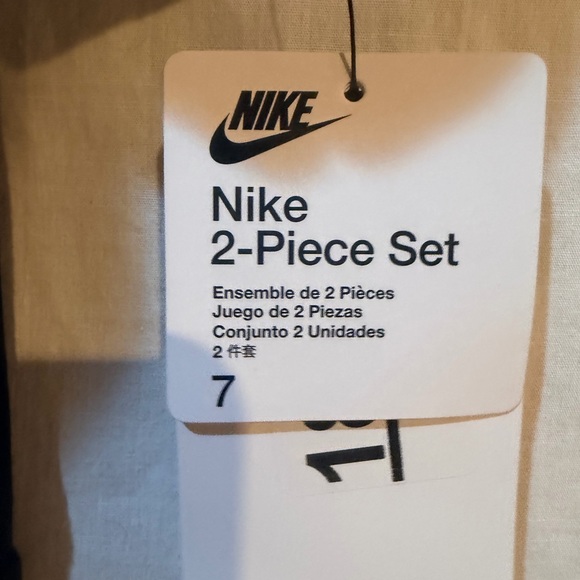 NIKE
Nike
2-Piece Set
Ensemble de 2 Pièces
Juego de 2 Piezas
Conjunto 2 Unidades
2 件套
7